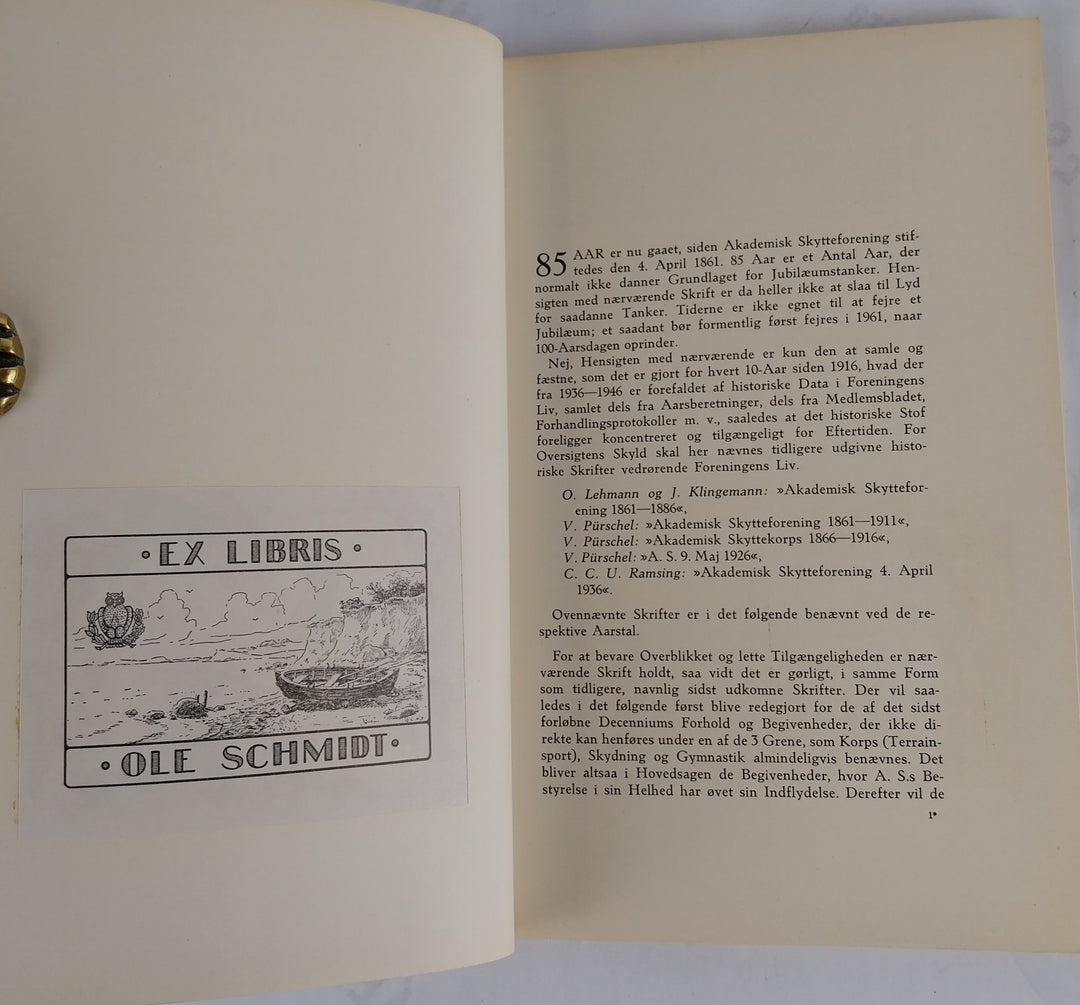 • EX LIBRIS •
• OLE SCHMIDT •
85 AAR er nu gaaet, siden Akademisk Skytteforening stif-
tedes den 4. April 1861. 85 Aar er et Antal Aar, der
normalt ikke danner Grundlaget for Jubilæumstanker. Hen-
sigten med nærværende Skrift er da heller ikke at slaa til Lyd
for saadanne Tanker. Tiderne er ikke egnet til at fejre et
Jubilæum; et saadant bør formentlig først fejres i 1961, naar
100-Aarsdagen oprinder.
Nej, Hensigten med nærværende er kun den at samle og
fæstne, som det er gjort for hvert 10-Aar siden 1916, hvad der
fra 1936—1946 er forefaldet af historiske Data i Foreningens
Liv, samlet dels fra Aarsberetninger, dels fra Medlemsbladet,
Forhandlingsprotokoller m. v., saaledes at det historiske Stof
foreligger koncentreret og tilgængeligt for Eftertiden. For
Oversigtens Skyld skal her nævnes tidligere udgivne histo-
riske Skrifter vedrørende Foreningens Liv.
O. Lehmann og J. Klingemann: »Akademisk Skyttefor-
ening 1861—1886«,
V. Pürschel: »Akademisk Skytteforening 1861—1911«,
V. Pürschel: »Akademisk Skyttekorps 1866—1916«,
V. Pürschel: »A. S. 9. Maj 1926«,
C. C. U. Ramsing: »Akademisk Skytteforening 4. April
1936«.
Ovennævnte Skrifter er i det følgende benævnt ved de re-
spektive Aarstal.
For at bevare Overblikket og lette Tilgængeligheden er nær-
værende Skrift holdt, saa vidt det er gørligt, i samme Form
som tidligere, navnlig sidst udkomne Skrifter. Der vil saa-
ledes i det følgende først blive redegjort for de af det sidst
forløbne Decenniums Forhold og Begivenheder, der ikke di-
rekte kan henføres under en af de 3 Grene, som Korps (Terrain-
sport), Skydning og Gymnastik almindeligvis benævnes. Det
bliver altsaa i Hovedsagen de Begivenheder, hvor A. S.s Be-
styrelse i sin Helhed har øvet sin Indflydelse. Derefter vil de
1*